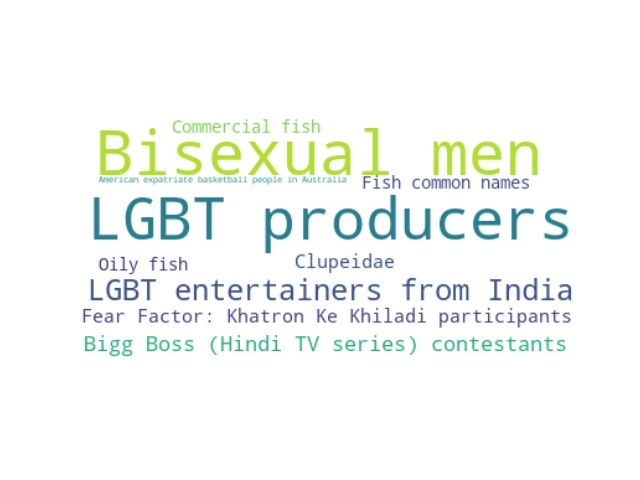 Commercial fish
Bisexual men
American expatriate basketball people in Australia
Fish common names
LGBT producers
Oily fish
Clupeidae
LGBT entertainers from India
Fear Factor: Khatron Ke Khiladi participants
Bigg Boss (Hindi TV series) contestants